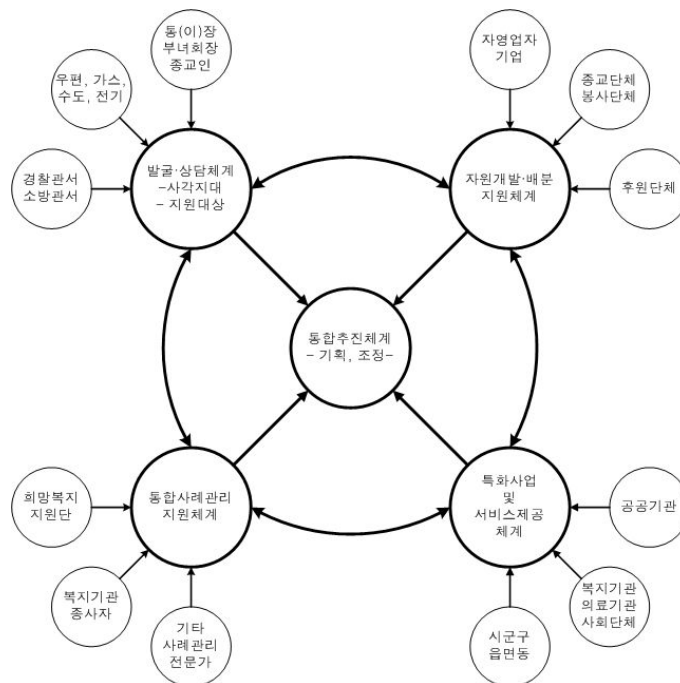 통(이)장
부녀회장
종교인
자영업자
기업
우편, 가스,
수도, 전기
종교단체
봉사단체
경찰관서
소방관서
발굴·상담체계
–사각지대
– 지원대상
자원개발·배분
지원체계
후원단체
통합추진체계
– 기획, 조정–
희망복지
지원단
통합사례관리
지원체계
특화사업
및
서비스제공
체계
공공기관
복지기관
종사자
기타
사례관리
전문가
시군구
읍면동
복지기관
의료기관
사회단체